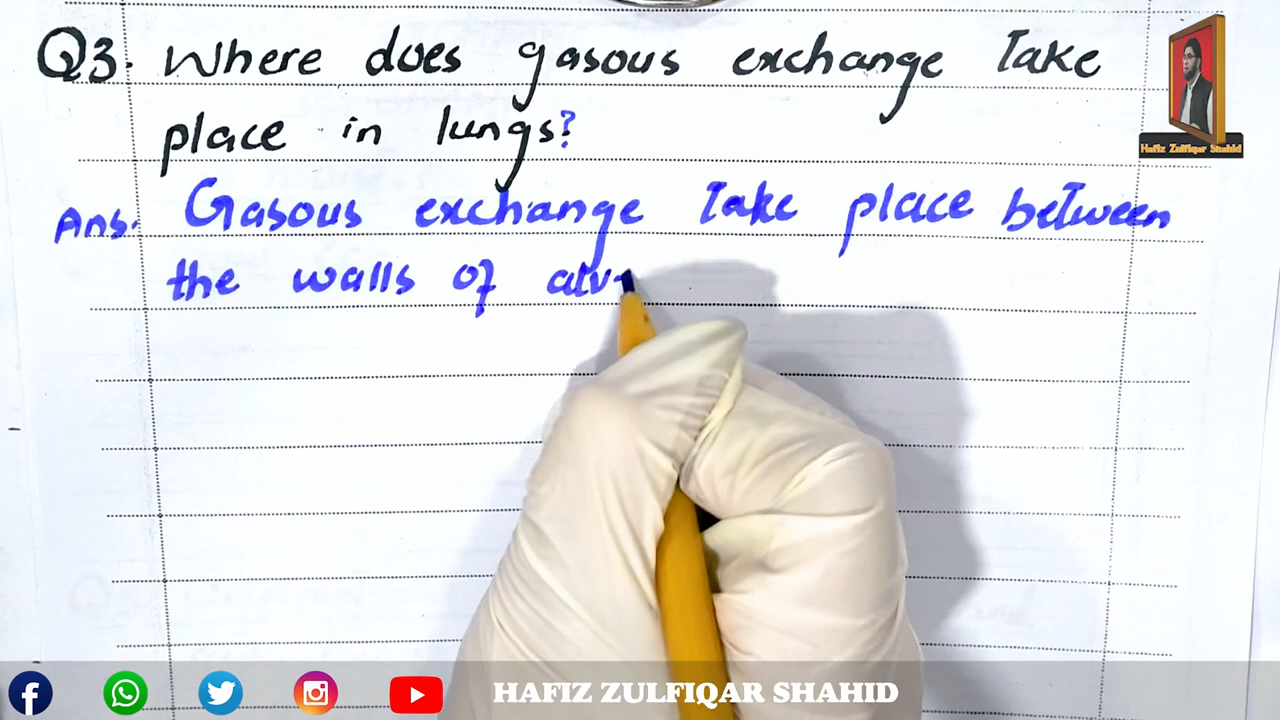 Q3. Where does gasous exchange Take
place in lungs?
Ans. Gasous exchange Take place between
the walls of alv
Hafiz Zulfiqar Shahid
HAFIZ ZULFIQAR SHAHID